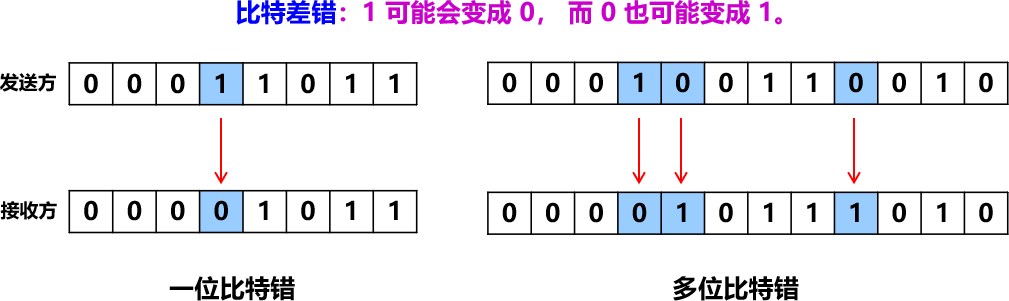 比特差错：1 可能会变成 0， 而 0 也可能变成 1。
发送方 0 0 0 1 1 0 1 1 0 0 0 1 0 0 1 1 0 0 1 0
接收方 0 0 0 0 1 0 1 1 0 0 0 0 1 0 1 1 1 0 1 0
一位比特错 多位比特错